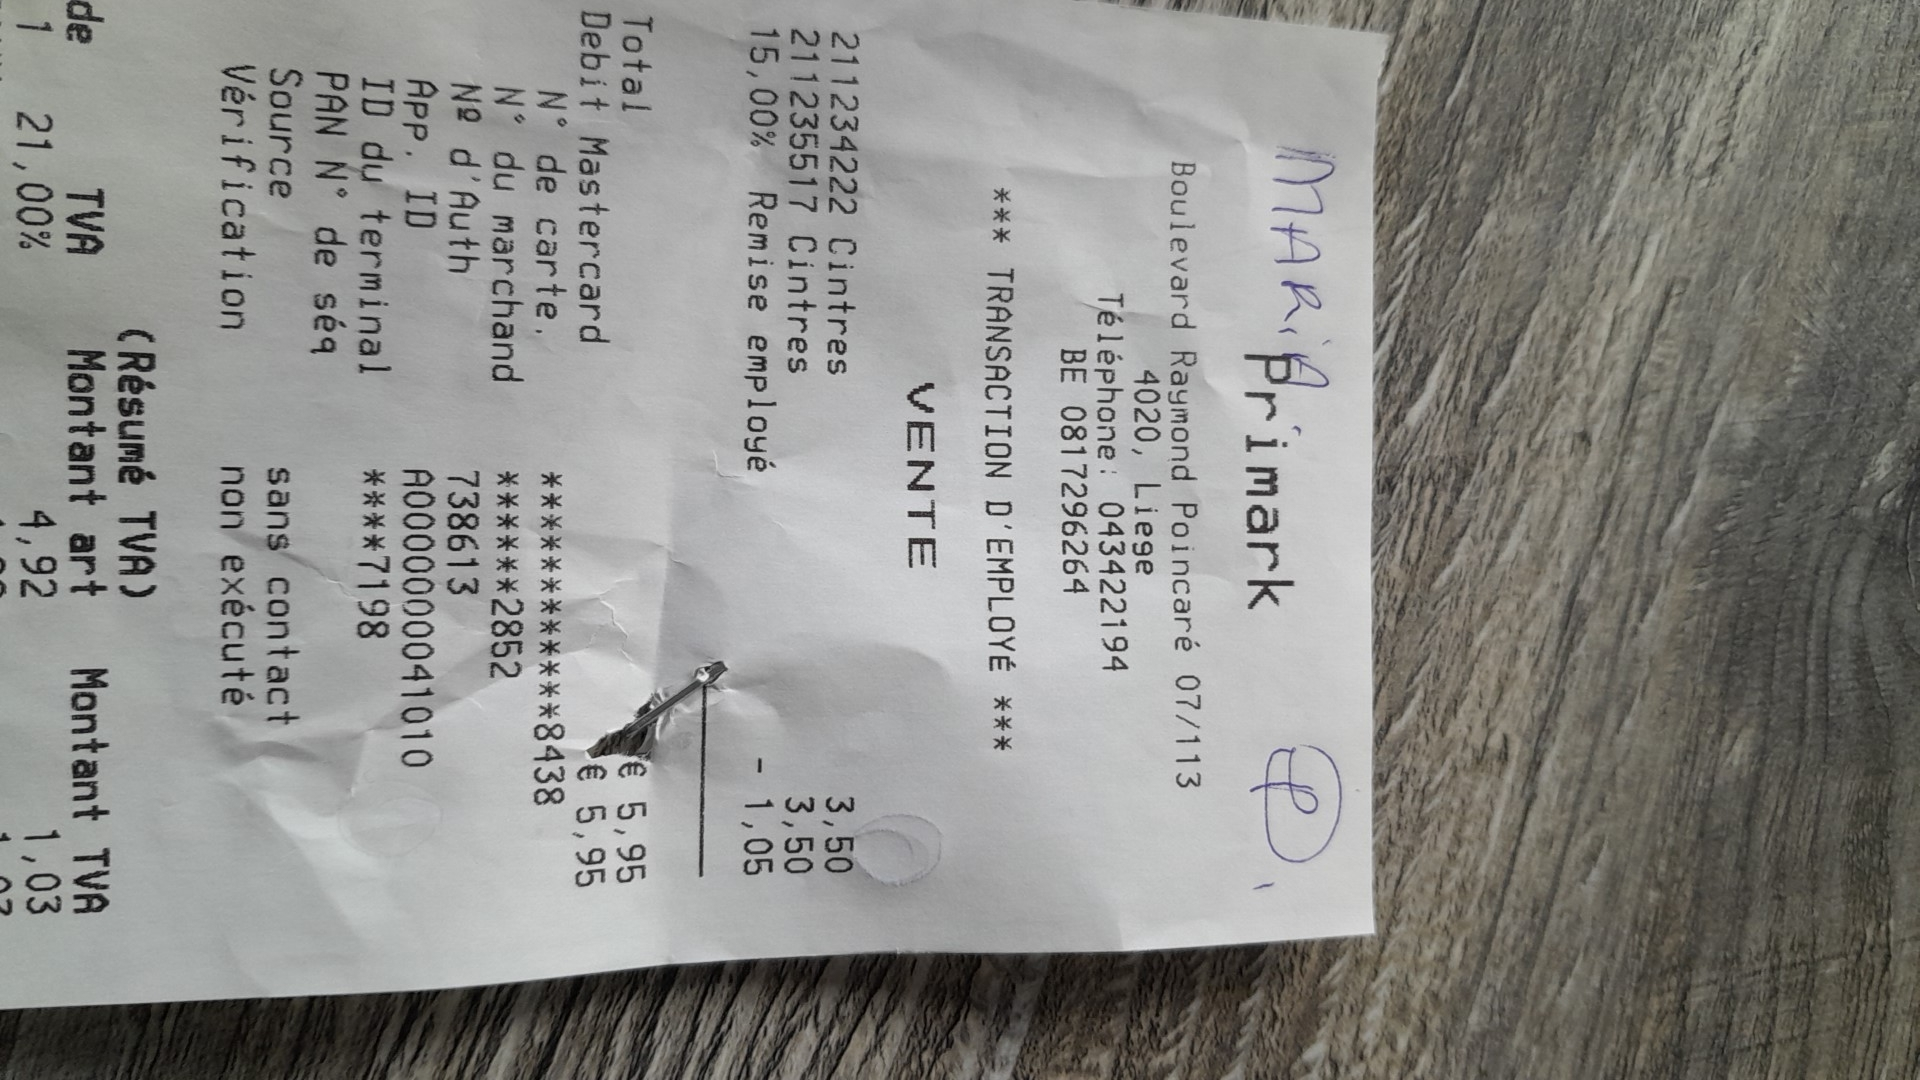 MARiA
Primark
Boulevard Raymond Poincaré 07/113
4020, Liege
Téléphone: 043422194
BE 0817296264
*** TRANSACTION D'EMPLOYÉ ***
VENTE
211234222 Cintres 3,50
211235517 Cintres 3,50
15,00% Remise employé - 1,05
Total € 5,95
Debit Mastercard € 5,95
N° de carte. ************8438
N° du marchand ******2852
Nº d'Auth 738613
App. ID A0000000041010
ID du terminal ****7198
PAN N° de séq
Source sans contact
Vérification non exécuté
(Résumé TVA)
de TVA Montant art Montant TVA
1 21,00% 4,92 1,03